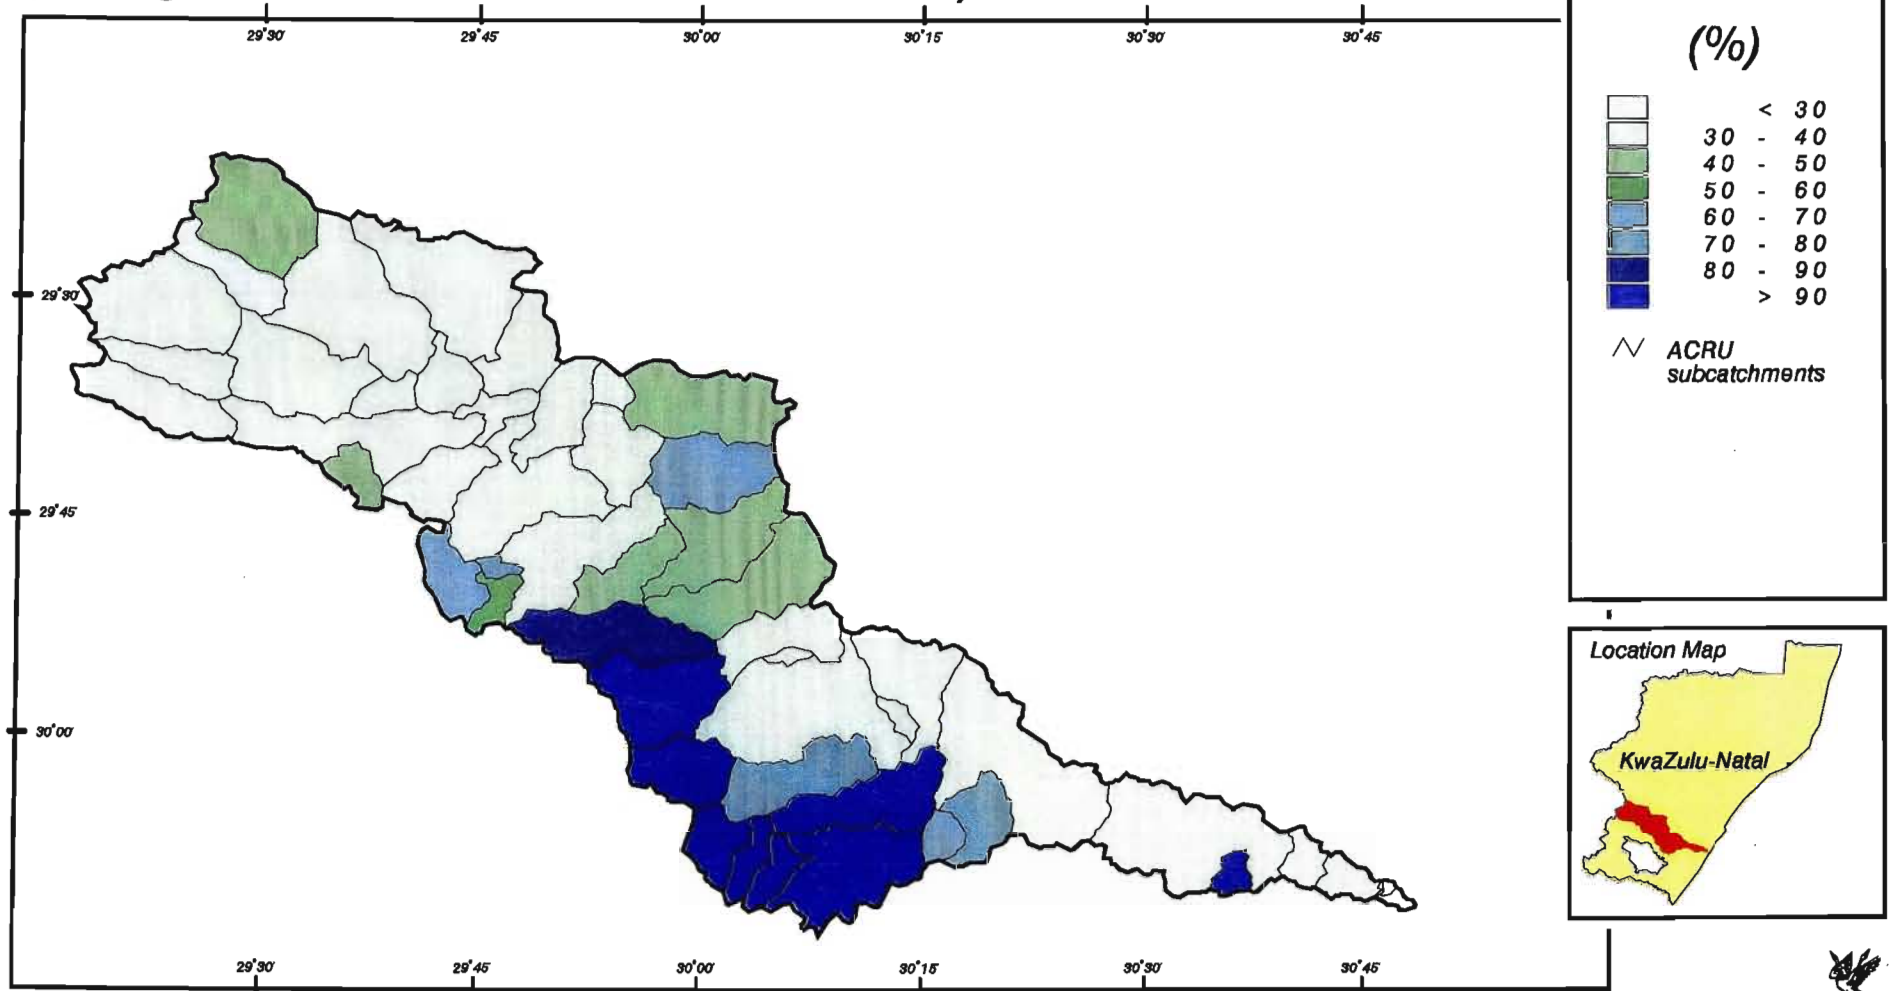 29°30'
29°45'
30°00'
30°15'
30°30'
30°45'
(%)
< 30
30 - 40
40 - 50
50 - 60
60 - 70
70 - 80
80 - 90
> 90
ACRU
subcatchments
29°30'
29°45'
30°00'
Location Map
KwaZulu-Natal
29°30'
29°45'
30°00'
30°15'
30°30'
30°45'